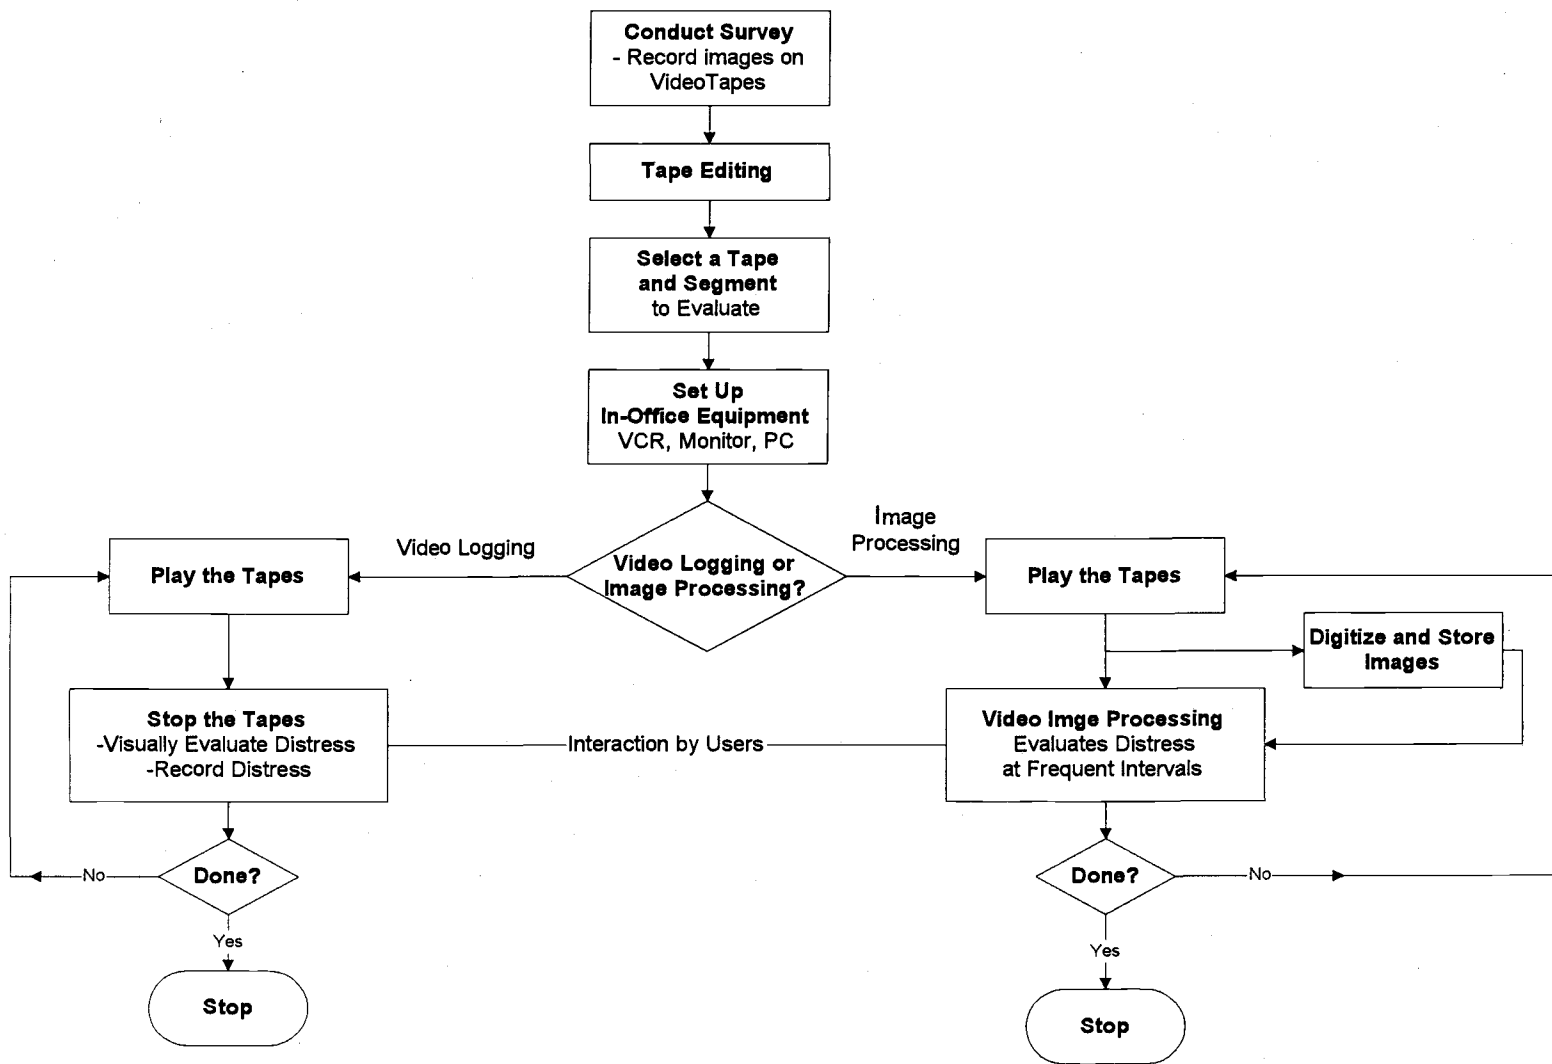 Conduct Survey
- Record images on
VideoTapes
Tape Editing
Select a Tape
and Segment
to Evaluate
Set Up
In-Office Equipment
VCR, Monitor, PC
Video Logging or
Image Processing?
Video Logging
Image
Processing
Play the Tapes
Stop the Tapes
-Visually Evaluate Distress
-Record Distress
Interaction by Users
Done?
No
Yes
Stop
Play the Tapes
Digitize and Store
Images
Video Imge Processing
Evaluates Distress
at Frequent Intervals
Done?
No
Yes
Stop